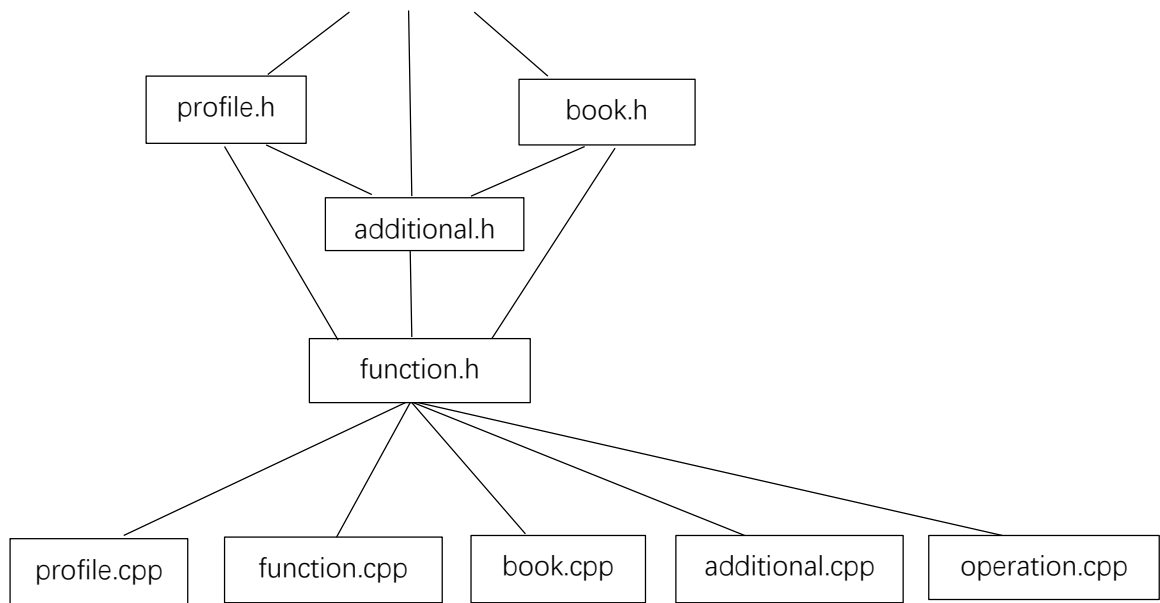 profile.h
book.h
additional.h
function.h
profile.cpp
function.cpp
book.cpp
additional.cpp
operation.cpp